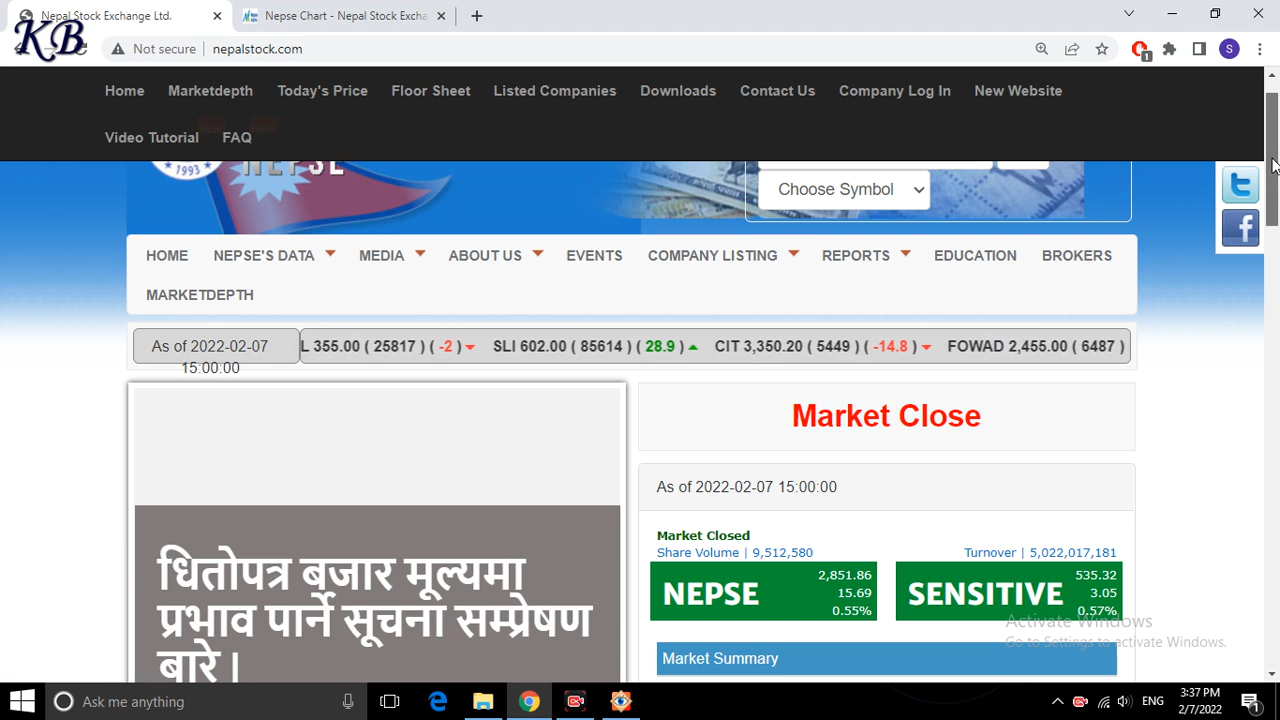 Nepal Stock Exchange Ltd.
Nepse Chart - Nepal Stock Excha
KB
Not secure
nepalstock.com
1
S
Home
Marketdepth
Today's Price
Floor Sheet
Listed Companies
Downloads
Contact Us
Company Log In
New Website
Video Tutorial
FAQ
1993
NEPSE
Choose Symbol
HOME
NEPSE'S DATA
MEDIA
ABOUT US
EVENTS
COMPANY LISTING
REPORTS
EDUCATION
BROKERS
MARKETDEPTH
As of 2022-02-07
15:00:00
L 355.00 ( 25817 ) ( -2 ) SLI 602.00 ( 85614 ) ( 28.9 ) CIT 3,350.20 ( 5449 ) ( -14.8 ) FOWAD 2,455.00 ( 6487 )
Market Close
As of 2022-02-07 15:00:00
Market Closed
Share Volume | 9,512,580
Turnover | 5,022,017,181
NEPSE
2,851.86
15.69
0.55%
SENSITIVE
535.32
3.05
0.57%
Market Summary
धितोपत्र बजार मूल्यमा
प्रभाव पार्ने सूचना सम्प्रेषण
बारे |
Activate Windows
Go to Settings to activate Windows.
Ask me anything
ENG
3:37 PM
2/7/2022
1